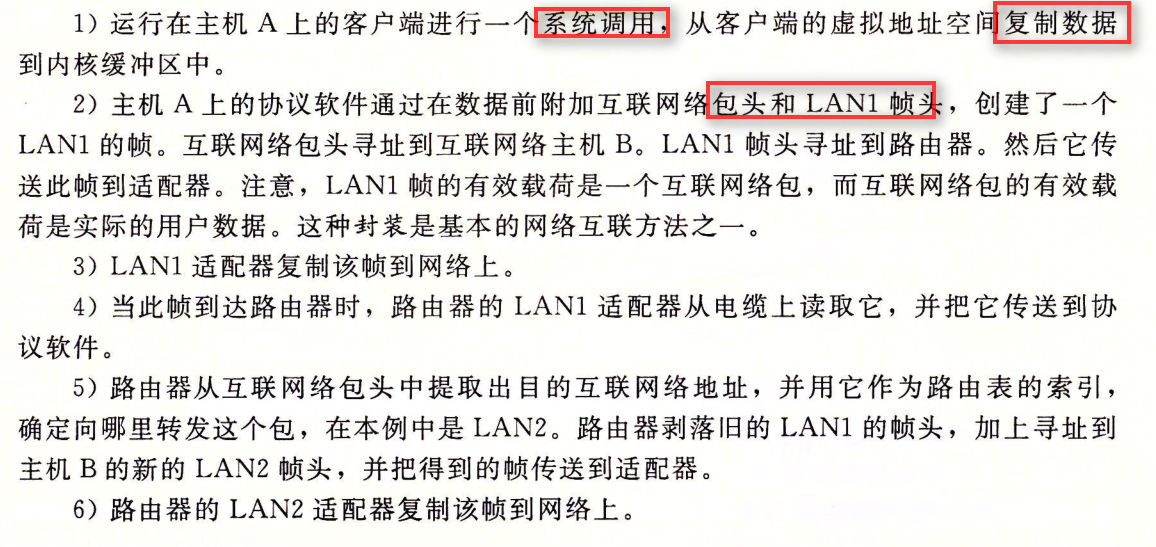 1）运行在主机 A 上的客户端进行一个系统调用，从客户端的虚拟地址空间复制数据
到内核缓冲区中。
2）主机 A 上的协议软件通过在数据前附加互联网络包头和 LAN1 帧头，创建了一个
LAN1 的帧。互联网络包头寻址到互联网络主机 B。LAN1 帧头寻址到路由器。然后它传
送此帧到适配器。注意，LAN1 帧的有效载荷是一个互联网络包，而互联网络包的有效载
荷是实际的用户数据。这种封装是基本的网络互联方法之一。
3）LAN1 适配器复制该帧到网络上。
4）当此帧到达路由器时，路由器的 LAN1 适配器从电缆上读取它，并把它传送到协
议软件。
5）路由器从互联网络包头中提取出目的互联网络地址，并用它作为路由表的索引，
确定向哪里转发这个包，在本例中是 LAN2。路由器剥落旧的 LAN1 的帧头，加上寻址到
主机 B 的新的 LAN2 帧头，并把得到的帧传送到适配器。
6）路由器的 LAN2 适配器复制该帧到网络上。